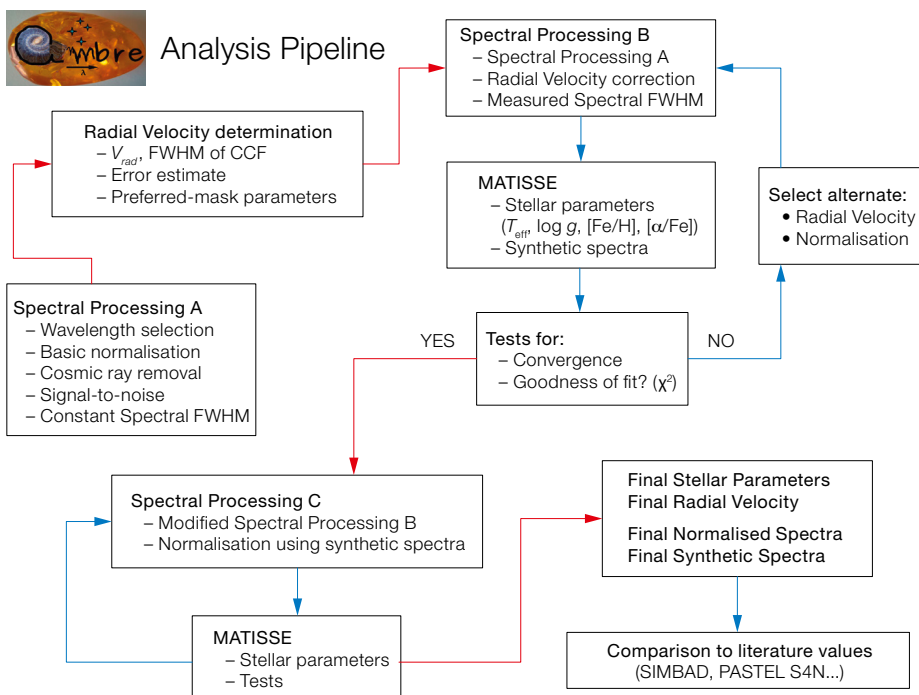 ambre
λ
Analysis Pipeline
Spectral Processing B
– Spectral Processing A
– Radial Velocity correction
– Measured Spectral FWHM
Radial Velocity determination
– Vrad, FWHM of CCF
– Error estimate
– Preferred-mask parameters
MATISSE
– Stellar parameters
(Teff, log g, [Fe/H], [α/Fe])
– Synthetic spectra
Select alternate:
• Radial Velocity
• Normalisation
Spectral Processing A
– Wavelength selection
– Basic normalisation
– Cosmic ray removal
– Signal-to-noise
– Constant Spectral FWHM
YES
Tests for:
– Convergence
– Goodness of fit? (χ²)
NO
Spectral Processing C
– Modified Spectral Processing B
– Normalisation using synthetic spectra
Final Stellar Parameters
Final Radial Velocity
Final Normalised Spectra
Final Synthetic Spectra
MATISSE
– Stellar parameters
– Tests
Comparison to literature values
(SIMBAD, PASTEL S4N...)